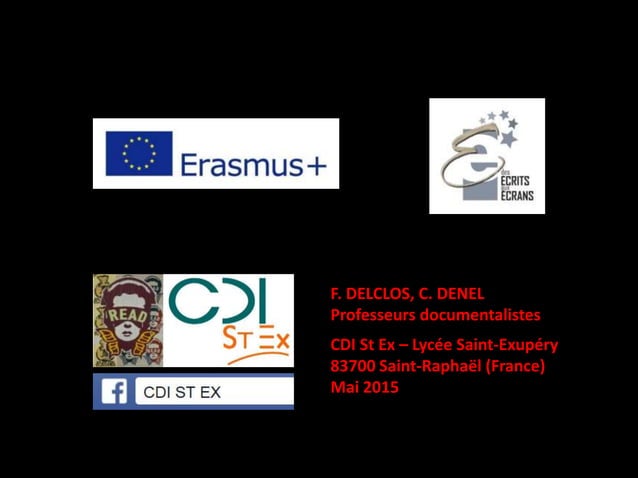 Erasmus+
des
ECRITS
aux
ÉCRANS
READ
CDI
ST EX
CDI ST EX
F. DELCLOS, C. DENEL
Professeurs documentalistes
CDI St Ex – Lycée Saint-Exupéry
83700 Saint-Raphaël (France)
Mai 2015